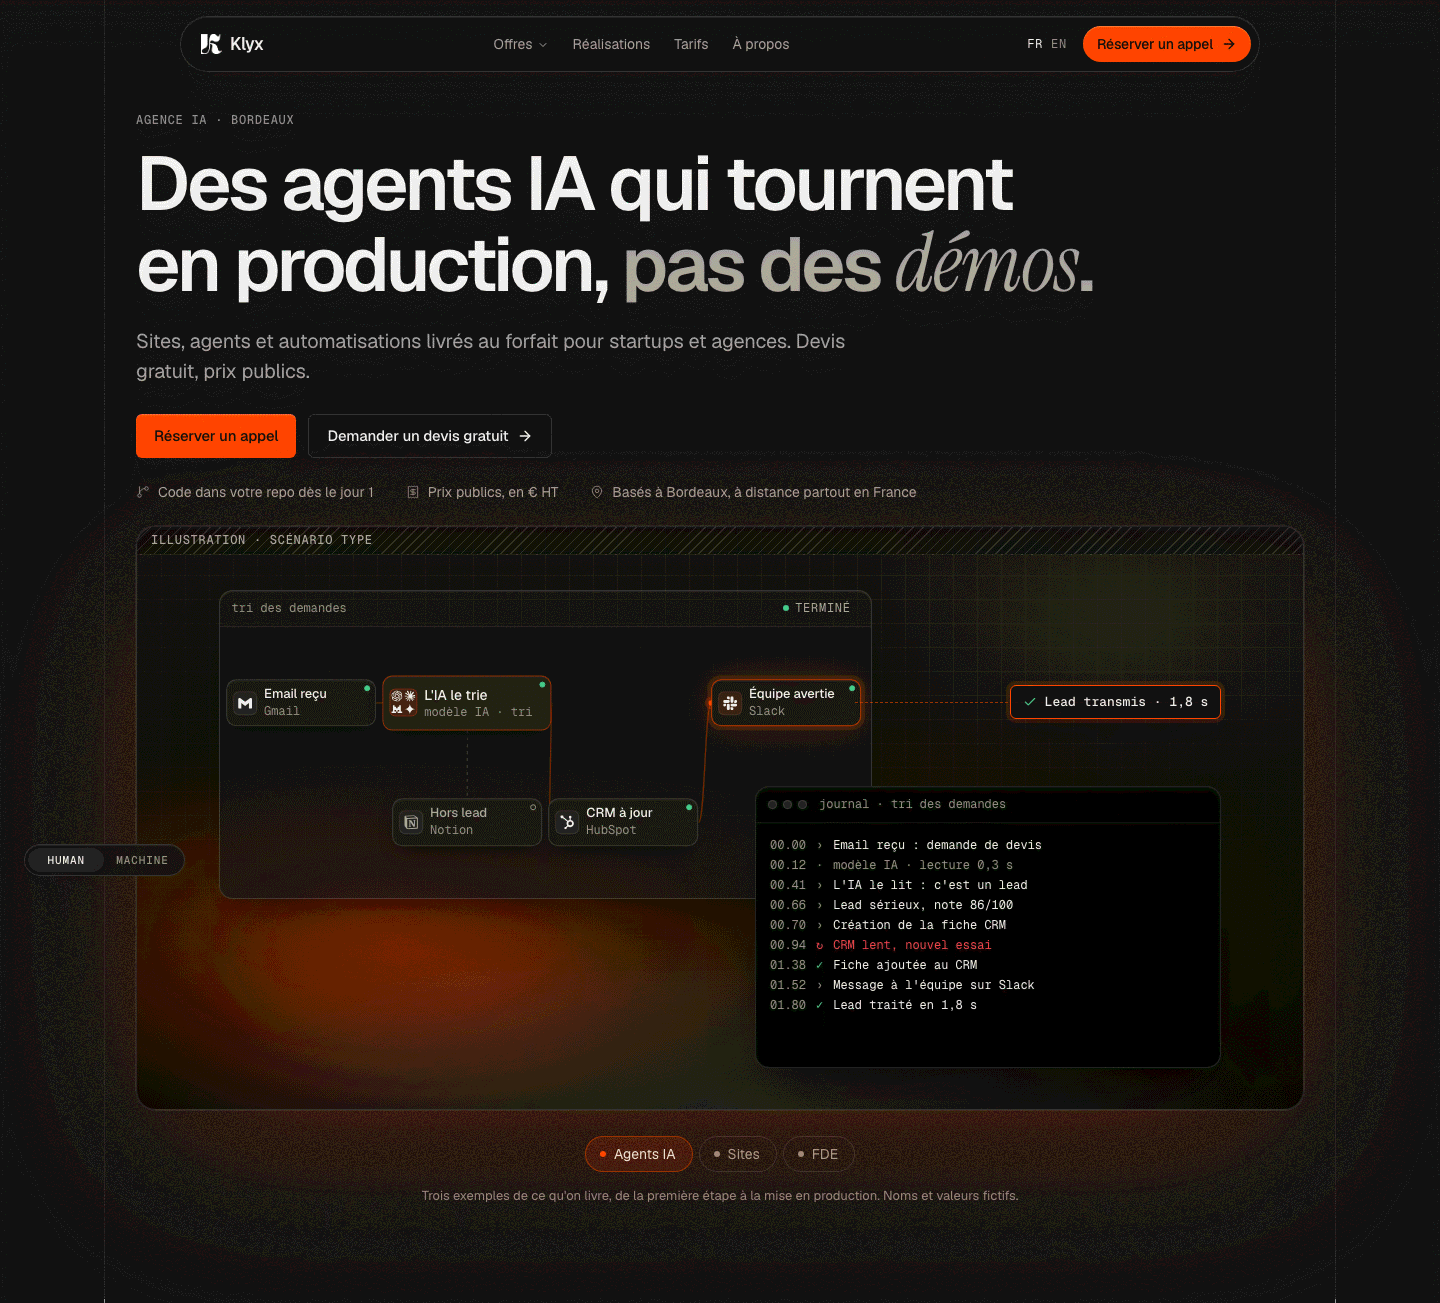 Klyx
Offres
Réalisations
Tarifs
À propos
FR EN
Réserver un appel
AGENCE IA · BORDEAUX
Des agents IA qui tournent
en production, pas des démos.
Sites, agents et automatisations livrés au forfait pour startups et agences. Devis
gratuit, prix publics.
Réserver un appel
Demander un devis gratuit
Code dans votre repo dès le jour 1
Prix publics, en € HT
Basés à Bordeaux, à distance partout en France
ILLUSTRATION · SCÉNARIO TYPE
tri des demandes
TERMINÉ
Email reçu
Gmail
L'IA le trie
modèle IA · tri
Équipe avertie
Slack
Lead transmis · 1,8 s
Hors lead
Notion
CRM à jour
HubSpot
journal · tri des demandes
00.00 › Email reçu : demande de devis
00.12 · modèle IA · lecture 0,3 s
00.41 › L'IA le lit : c'est un lead
00.66 › Lead sérieux, note 86/100
00.70 › Création de la fiche CRM
00.94 ↻ CRM lent, nouvel essai
01.38 ✓ Fiche ajoutée au CRM
01.52 › Message à l'équipe sur Slack
01.80 ✓ Lead traité en 1,8 s
HUMAN MACHINE
Agents IA
Sites
FDE
Trois exemples de ce qu'on livre, de la première étape à la mise en production. Noms et valeurs fictifs.